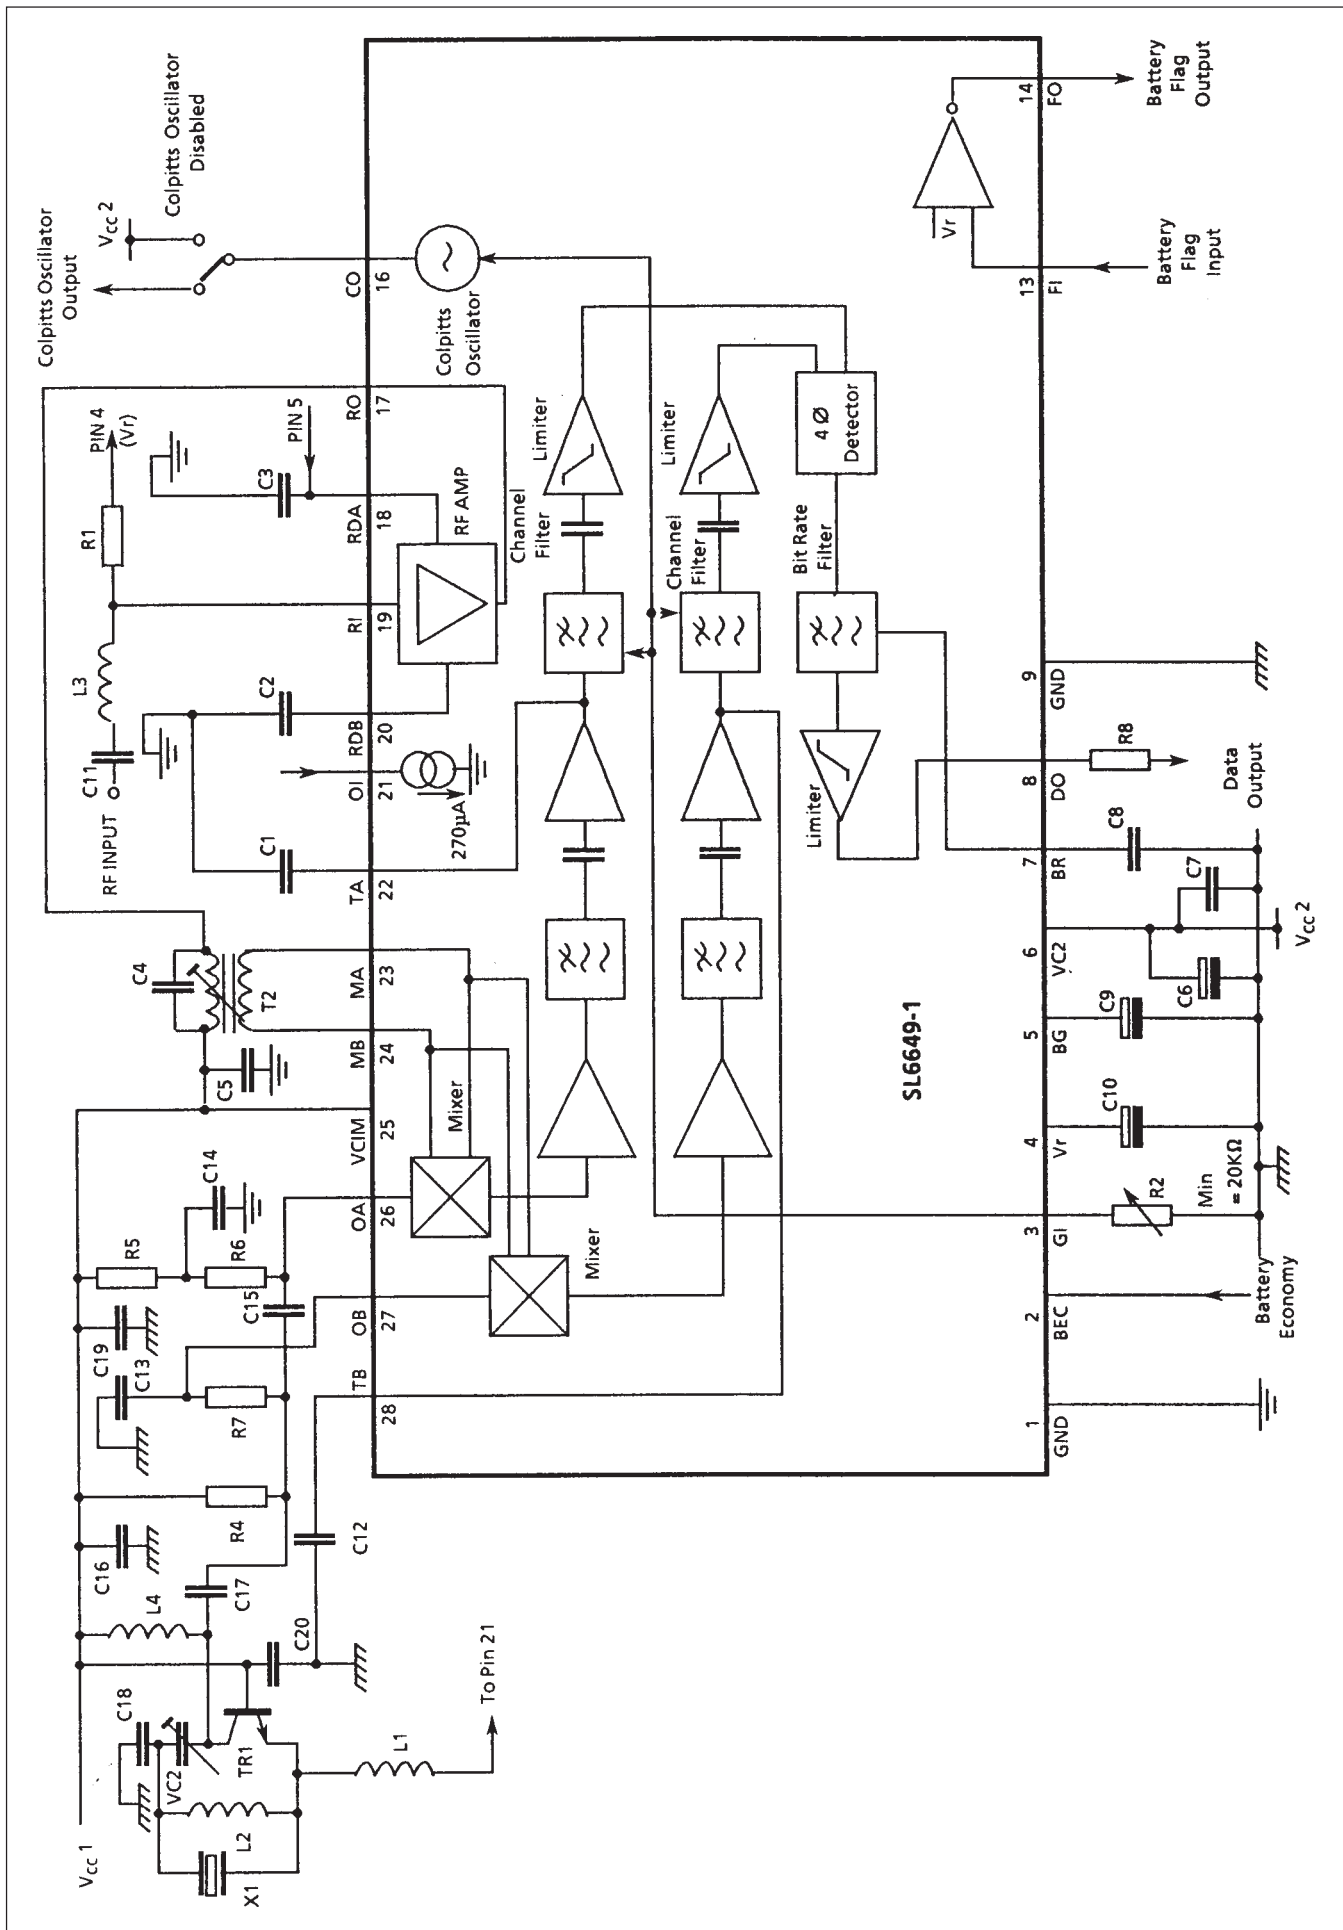 Colpitts Oscillator
Output
Vcc 2
Colpitts Oscillator
Disabled
PIN 4
(Vr)
R1
L3
C11
RF INPUT
C1
C2
C3
PIN 5
C4
T2
C5
C14
R5
R6
C15
C19
C13
R7
R4
C16
C17
L4
C12
C20
C18
VC2
TR1
L2
X1
L1
To Pin 21
Vcc 1
28
TB
27
OB
26
OA
25
VCIM
24
MB
23
MA
22
TA
21
OI
20
RDB
19
RI
18
RDA
17
RO
16
CO
270µA
RF AMP
Colpitts
Oscillator
Mixer
Mixer
Channel
Filter
Limiter
Channel
Filter
Limiter
4 Ø
Detector
Bit Rate
Filter
Limiter
Vr
SL6649-1
1
GND
2
BEC
3
GI
4
Vr
5
BG
6
VC2
7
BR
8
DO
9
GND
13
FI
14
FO
Battery
Economy
R2
Min
= 20KΩ
C10
C9
C6
C7
Vcc 2
C8
R8
Data
Output
Battery
Flag
Input
Battery
Flag
Output